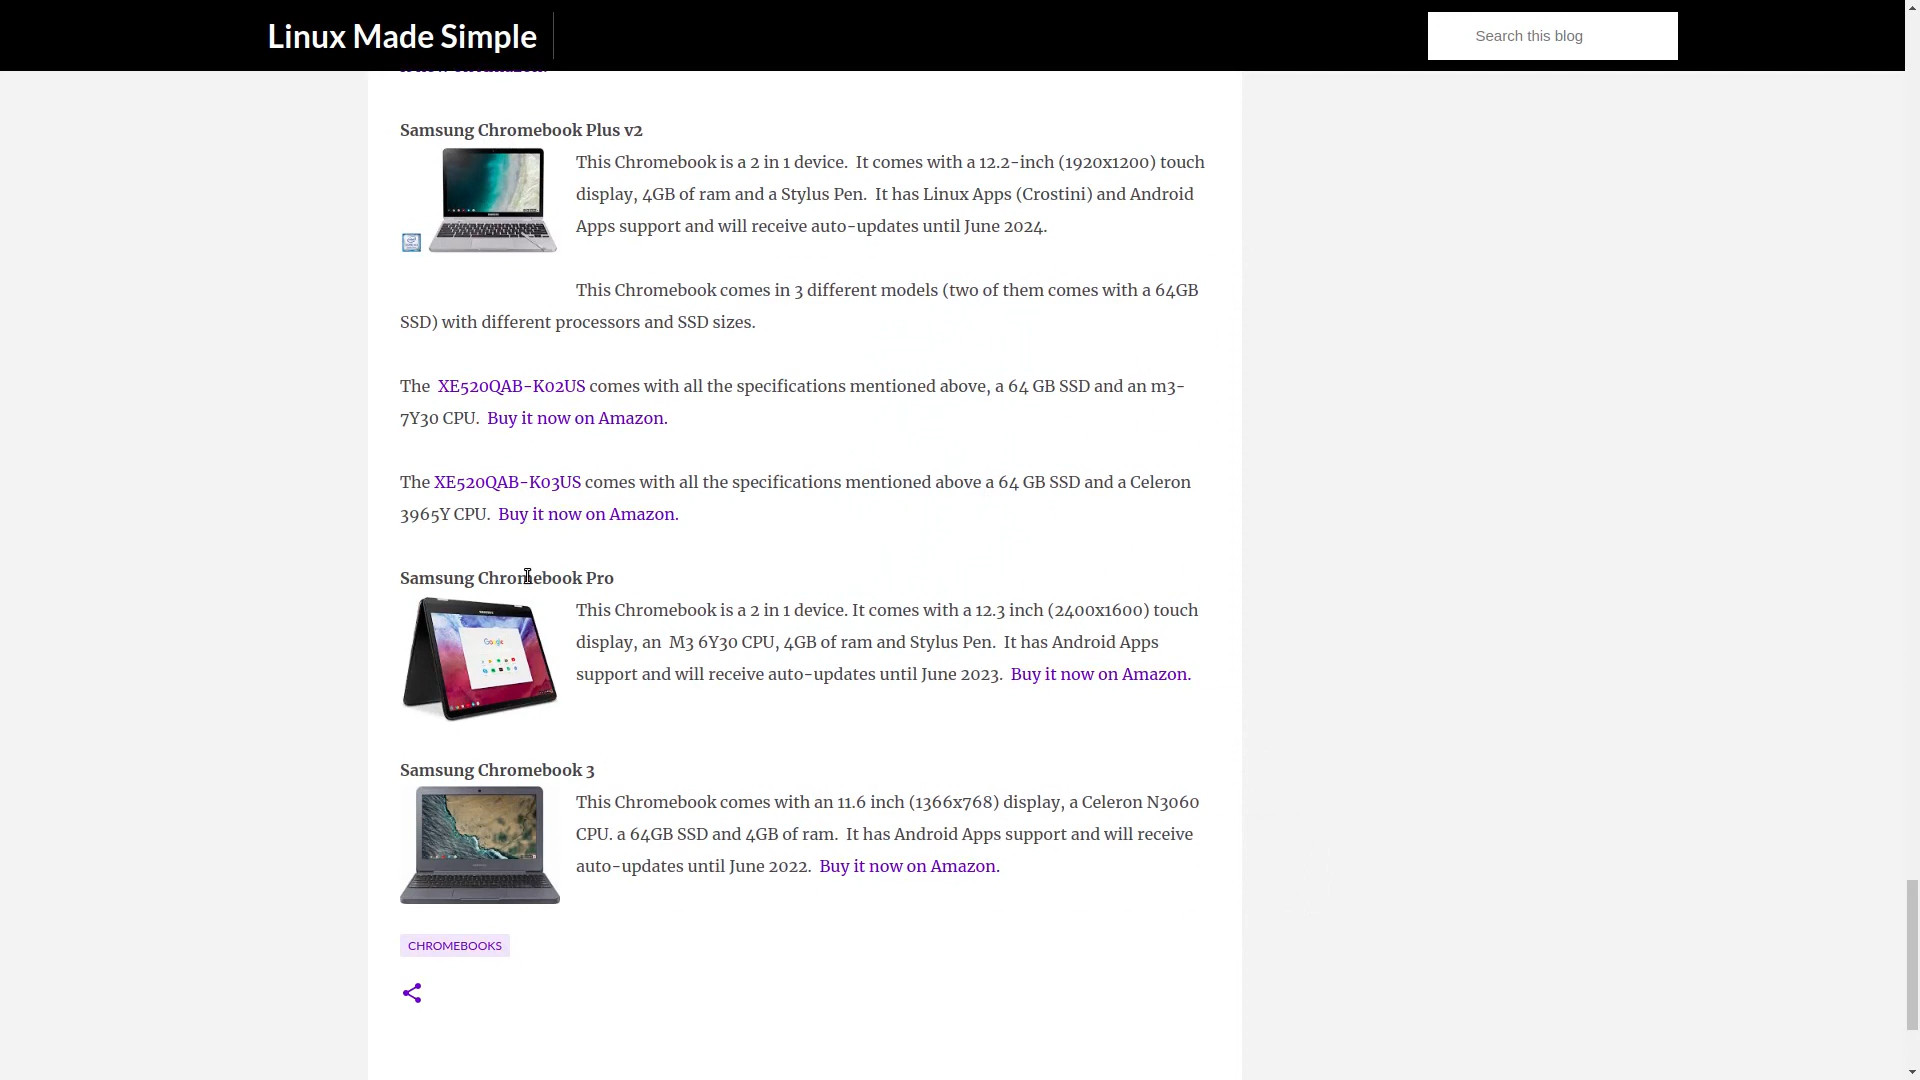 Linux Made Simple
Search this blog
Samsung Chromebook Plus v2
This Chromebook is a 2 in 1 device.  It comes with a 12.2-inch (1920x1200) touch
display, 4GB of ram and a Stylus Pen.  It has Linux Apps (Crostini) and Android
Apps support and will receive auto-updates until June 2024.
This Chromebook comes in 3 different models (two of them comes with a 64GB
SSD) with different processors and SSD sizes.
The  XE520QAB-K02US comes with all the specifications mentioned above, a 64 GB SSD and an m3-
7Y30 CPU.  Buy it now on Amazon.
The XE520QAB-K03US comes with all the specifications mentioned above a 64 GB SSD and a Celeron
3965Y CPU.  Buy it now on Amazon.
Samsung Chromebook Pro
This Chromebook is a 2 in 1 device. It comes with a 12.3 inch (2400x1600) touch
display, an  M3 6Y30 CPU, 4GB of ram and Stylus Pen.  It has Android Apps
support and will receive auto-updates until June 2023.  Buy it now on Amazon.
Google
Samsung Chromebook 3
This Chromebook comes with an 11.6 inch (1366x768) display, a Celeron N3060
CPU. a 64GB SSD and 4GB of ram.  It has Android Apps support and will receive
auto-updates until June 2022.  Buy it now on Amazon.
CHROMEBOOKS